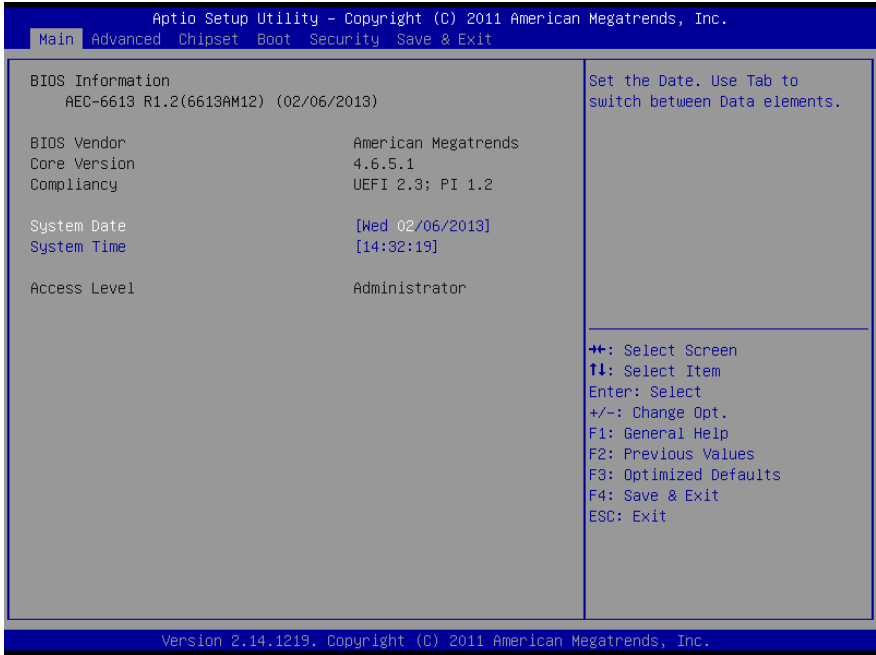 Aptio Setup Utility – Copyright (C) 2011 American Megatrends, Inc.
Main Advanced Chipset Boot Security Save & Exit
BIOS Information
AEC-6613 R1.2(6613AM12) (02/06/2013)
BIOS Vendor American Megatrends
Core Version 4.6.5.1
Compliancy UEFI 2.3; PI 1.2
System Date [Wed 02/06/2013]
System Time [14:32:19]
Access Level Administrator
Set the Date. Use Tab to
switch between Data elements.
→←: Select Screen
↑↓: Select Item
Enter: Select
+/-: Change Opt.
F1: General Help
F2: Previous Values
F3: Optimized Defaults
F4: Save & Exit
ESC: Exit
Version 2.14.1219. Copyright (C) 2011 American Megatrends, Inc.